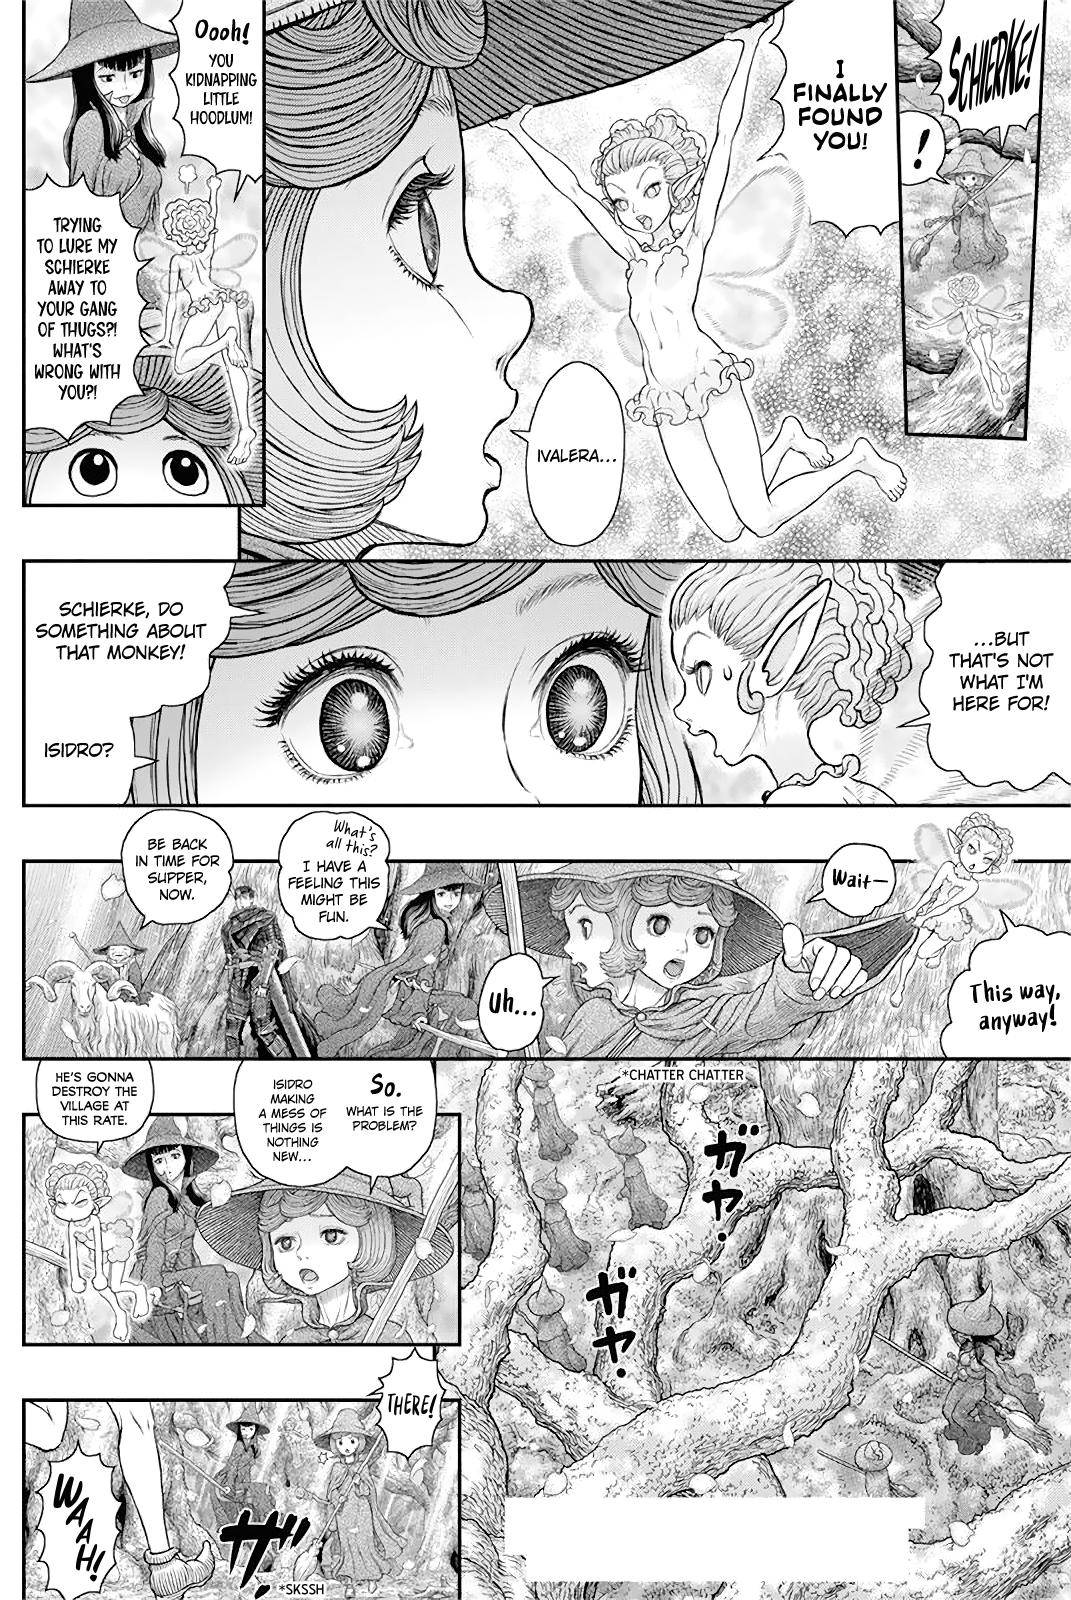 SCHIERKE!
!
I
FINALLY
FOUND
YOU!
IVALERA...
Oooh!
YOU
KIDNAPPING
LITTLE
HOODLUM!
TRYING
TO LURE MY
SCHIERKE
AWAY TO
YOUR GANG
OF THUGS?!
WHAT'S
WRONG WITH
YOU?!
...BUT
THAT'S NOT
WHAT I'M
HERE FOR!
SCHIERKE, DO
SOMETHING ABOUT
THAT MONKEY!
ISIDRO?
This way,
anyway!
Wait—
Uh...
What's
all this?
I HAVE A
FEELING THIS
MIGHT BE
FUN.
BE BACK
IN TIME FOR
SUPPER,
NOW.
*CHATTER CHATTER
ガヤ・
ガヤ・
So.
WHAT IS THE
PROBLEM?
ISIDRO
MAKING
A MESS OF
THINGS IS
NOTHING
NEW...
HE'S GONNA
DESTROY THE
VILLAGE AT
THIS RATE.
THERE!
ザ!
*SKSSH
WAAH!